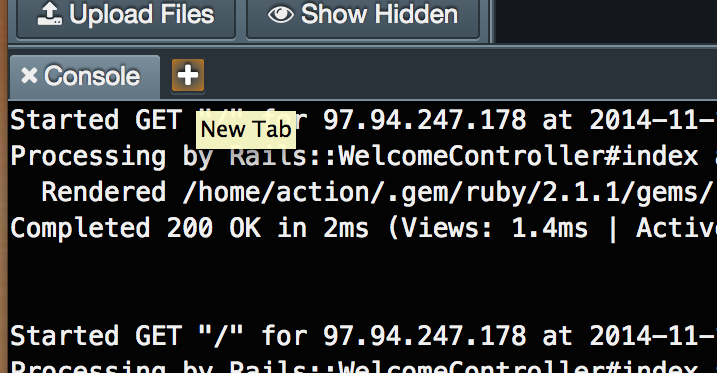 Upload Files Show Hidden
Console
New Tab
Started GET "/" for 97.94.247.178 at 2014-11-
Processing by Rails::WelcomeController#index a
Rendered /home/action/.gem/ruby/2.1.1/gems/
Completed 200 OK in 2ms (Views: 1.4ms | Activ
Started GET "/" for 97.94.247.178 at 2014-11-
Processing by Rails::WelcomeController#index